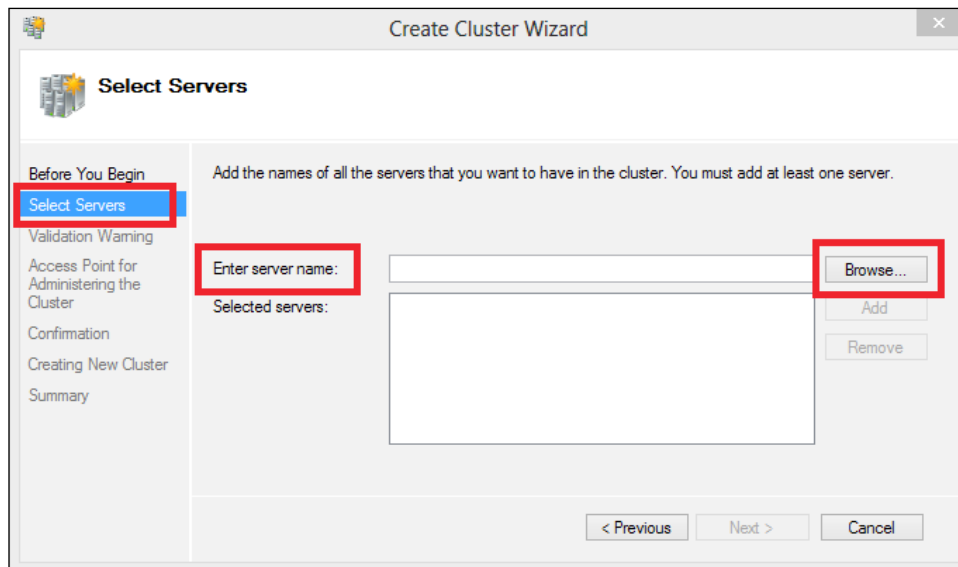 Create Cluster Wizard
Select Servers
Before You Begin
Select Servers
Validation Warning
Access Point for
Administering the
Cluster
Confirmation
Creating New Cluster
Summary
Add the names of all the servers that you want to have in the cluster. You must add at least one server.
Enter server name:
Browse...
Selected servers:
Add
Remove
< Previous
Next >
Cancel